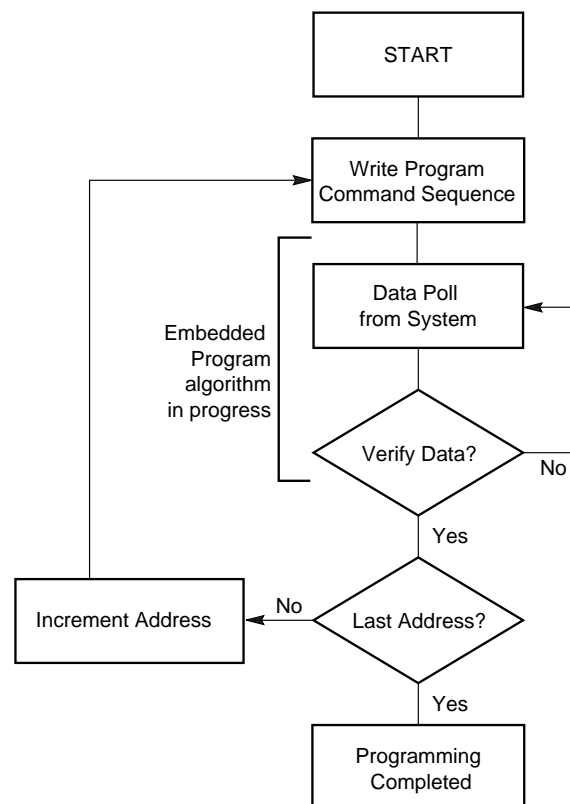 START
Write Program
Command Sequence
Data Poll
from System
Embedded
Program
algorithm
in progress
Verify Data?
No
Yes
Increment Address
No
Last Address?
Yes
Programming
Completed